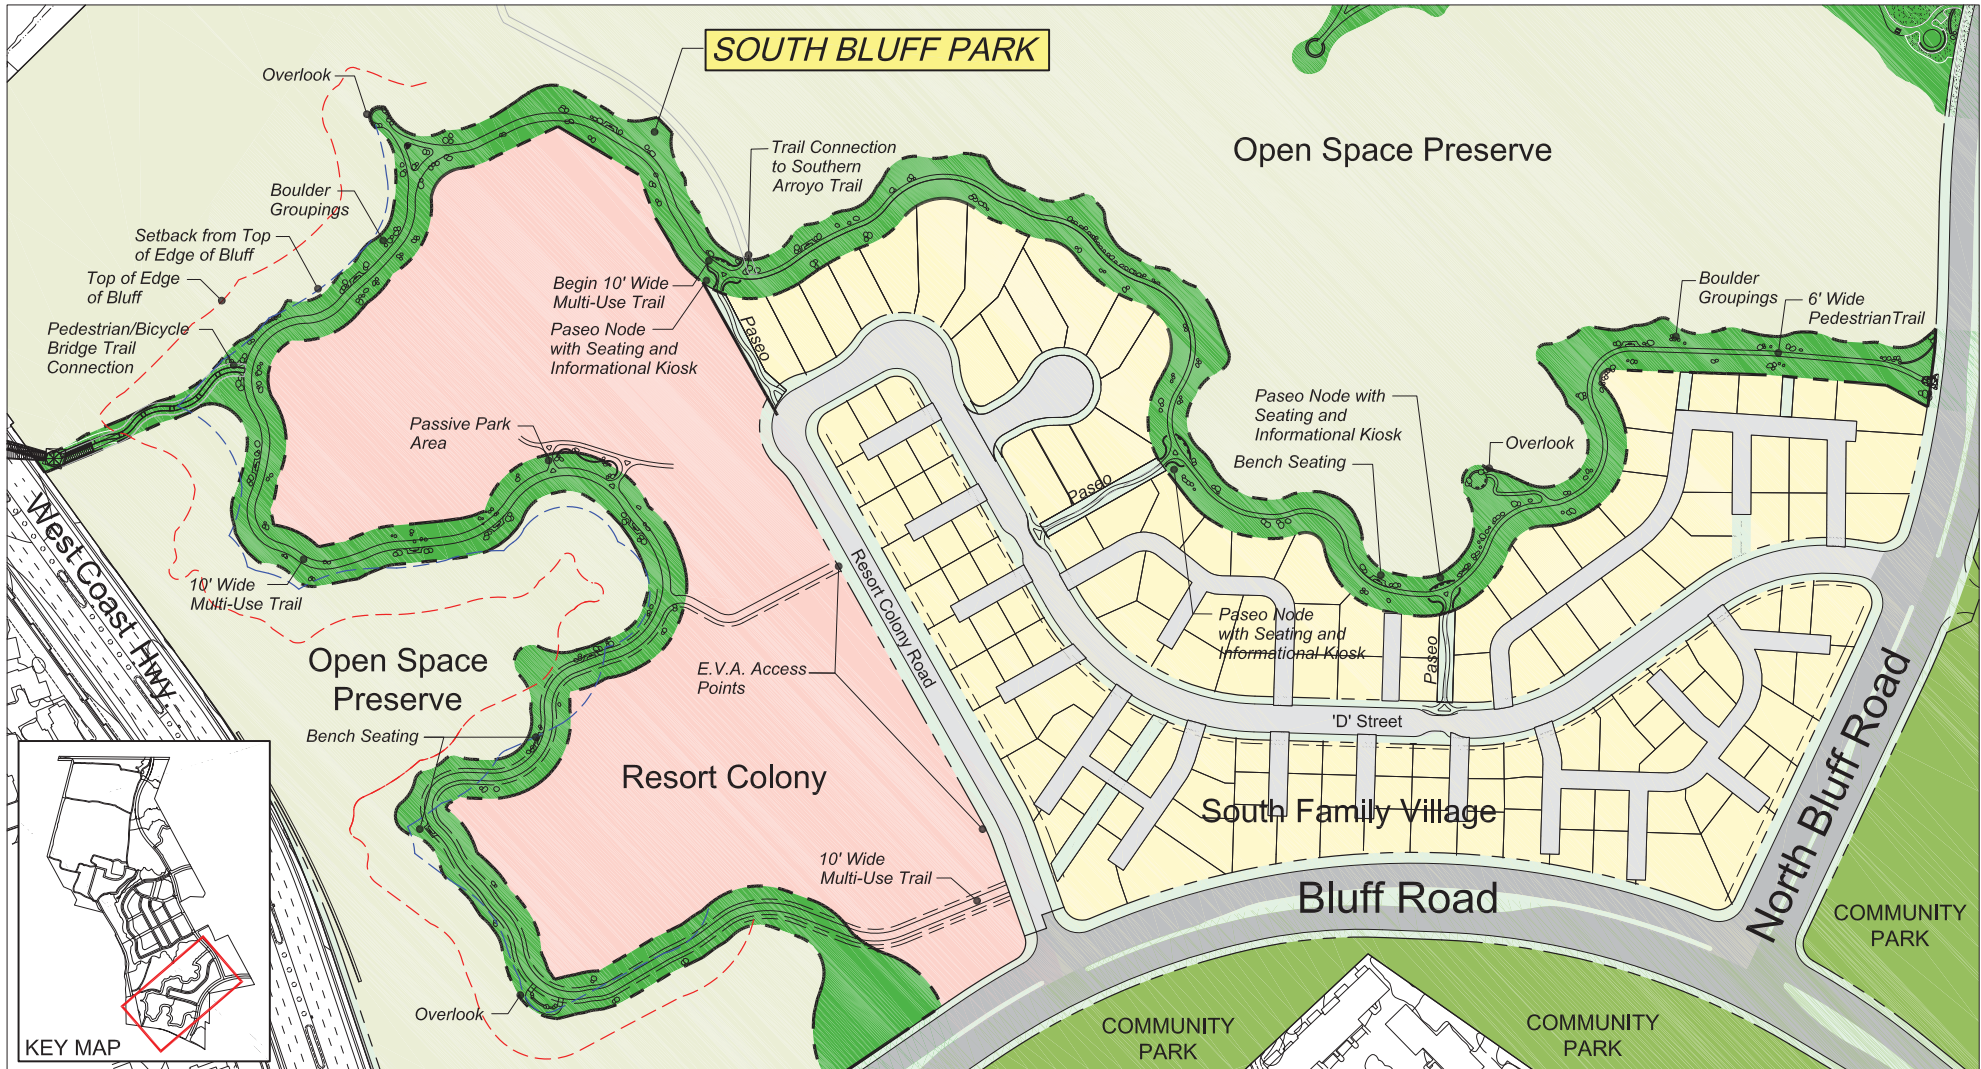 SOUTH BLUFF PARK
Overlook
Open Space Preserve
Trail Connection
to Southern
Arroyo Trail
Boulder
Groupings
Setback from Top
of Edge of Bluff
Top of Edge
of Bluff
Pedestrian/Bicycle
Bridge Trail
Connection
Begin 10' Wide
Multi-Use Trail
Paseo Node
with Seating and
Informational Kiosk
Paseo
Boulder
Groupings
6' Wide
PedestrianTrail
Passive Park
Area
Paseo Node with
Seating and
Informational Kiosk
Bench Seating
Overlook
Paseo
West Coast Hwy.
10' Wide
Multi-Use Trail
Resort Colony Road
Paseo Node
with Seating and
Informational Kiosk
Paseo
Open Space
Preserve
E.V.A. Access
Points
'D' Street
Bench Seating
Resort Colony
South Family Village
North Bluff Road
10' Wide
Multi-Use Trail
Bluff Road
COMMUNITY
PARK
Overlook
COMMUNITY
PARK
COMMUNITY
PARK
KEY MAP